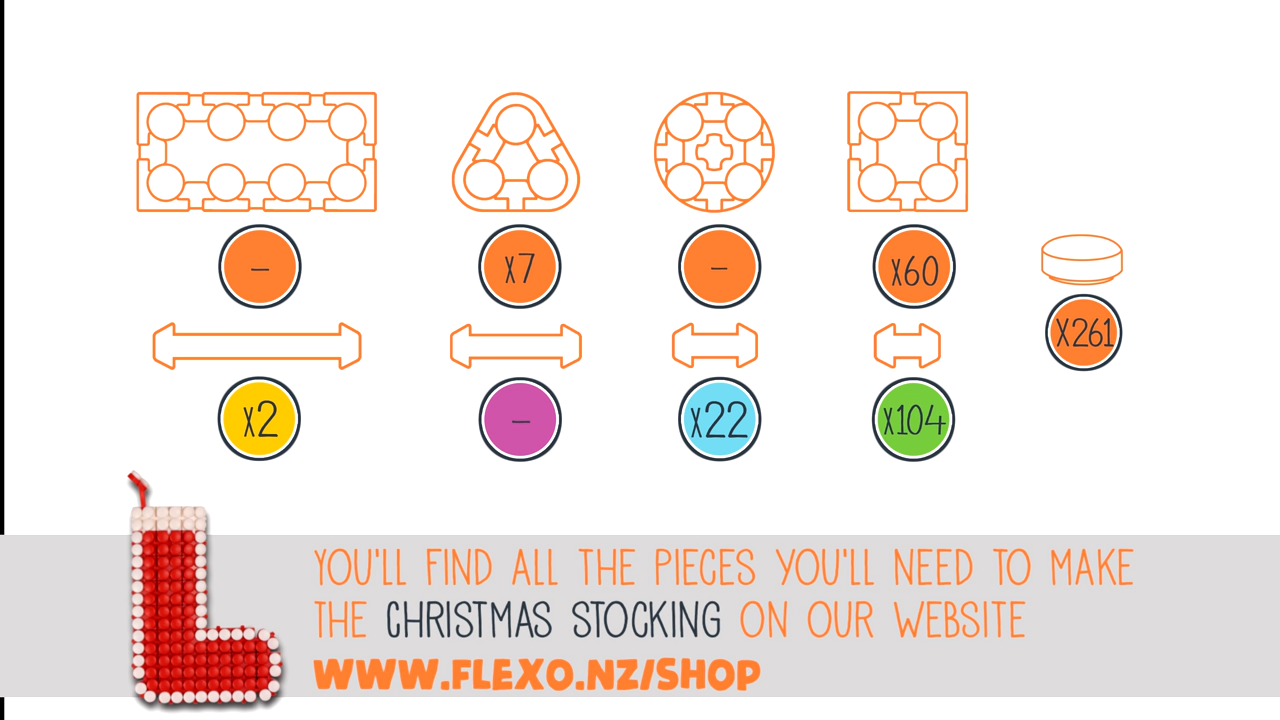 - x7 - x60
x261
x2 - x22 x104
YOU'LL FIND ALL THE PIECES YOU'LL NEED TO MAKE
THE CHRISTMAS STOCKING ON OUR WEBSITE
WWW.FLEXO.NZ/SHOP